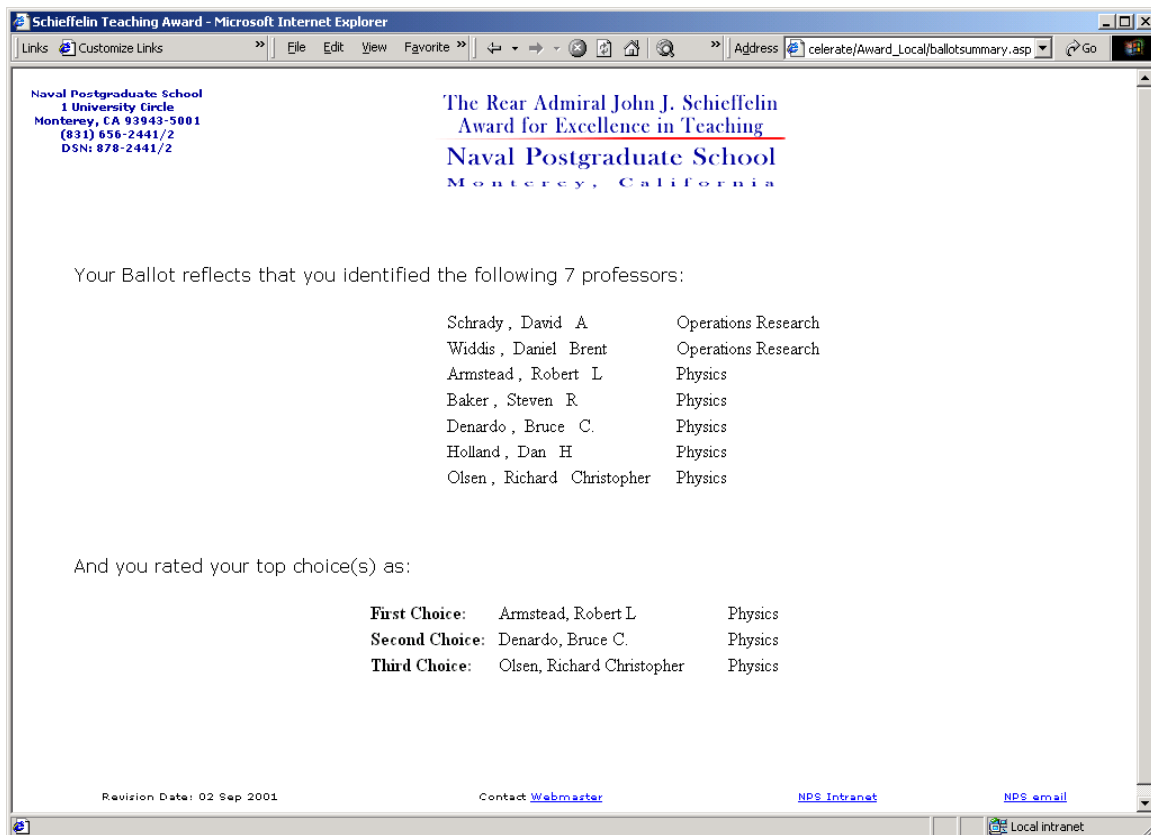 Schieffelin Teaching Award - Microsoft Internet Explorer
Links Customize Links » File Edit View Favorite » » Address celerate/Award_Local/ballotsummary.asp Go
Naval Postgraduate School
1 University Circle
Monterey, CA 93943-5001
(831) 656-2441/2
DSN: 878-2441/2
The Rear Admiral John J. Schieffelin
Award for Excellence in Teaching
Naval Postgraduate School
Monterey, California
Your Ballot reflects that you identified the following 7 professors:
Schrady , David A Operations Research
Widdis , Daniel Brent Operations Research
Armstead , Robert L Physics
Baker , Steven R Physics
Denardo , Bruce C. Physics
Holland , Dan H Physics
Olsen , Richard Christopher Physics
And you rated your top choice(s) as:
First Choice: Armstead, Robert L Physics
Second Choice: Denardo, Bruce C. Physics
Third Choice: Olsen, Richard Christopher Physics
Revision Date: 02 Sep 2001 Contact Webmaster NPS Intranet NPS email
Local intranet